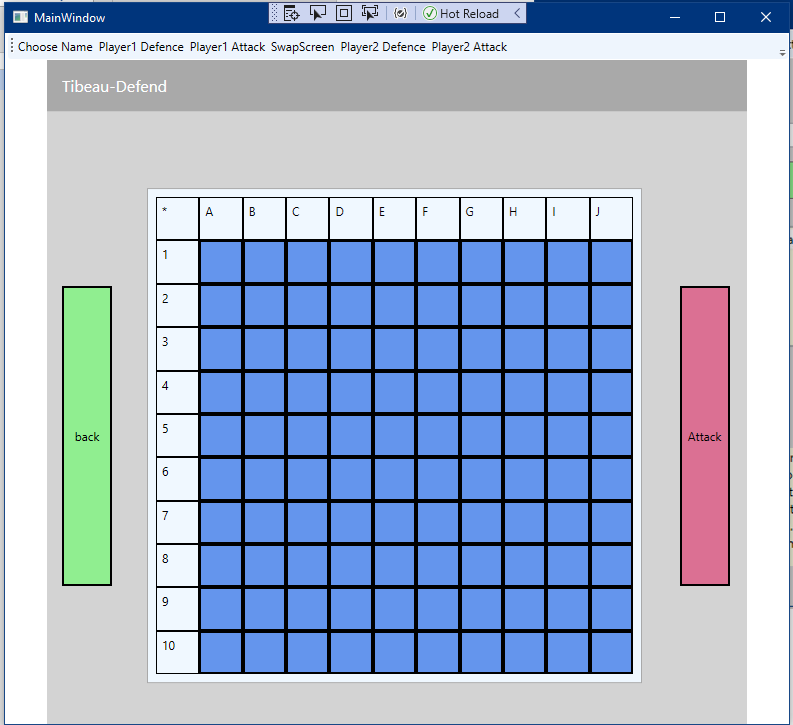 MainWindow
Hot Reload
Choose Name Player1 Defence Player1 Attack SwapScreen Player2 Defence Player2 Attack
Tibeau-Defend
* A B C D E F G H I J
1
2
3
4
5
6
7
8
9
10
back
Attack